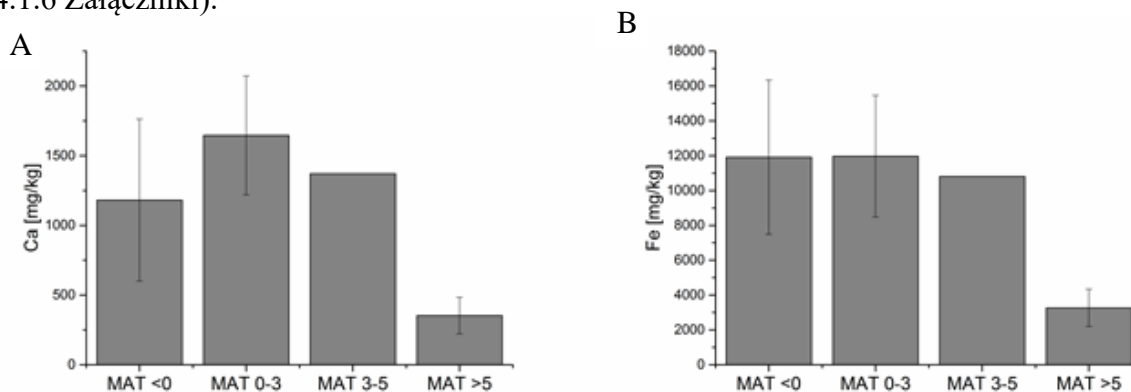 4.1.6 Załączniki).
A
B
2000
1500
1000
500
0
Ca [mg/kg]
MAT <0 MAT 0-3 MAT 3-5 MAT >5
18000
16000
14000
12000
10000
8000
6000
4000
2000
0
Fe [mg/kg]
MAT <0 MAT 0-3 MAT 3-5 MAT >5